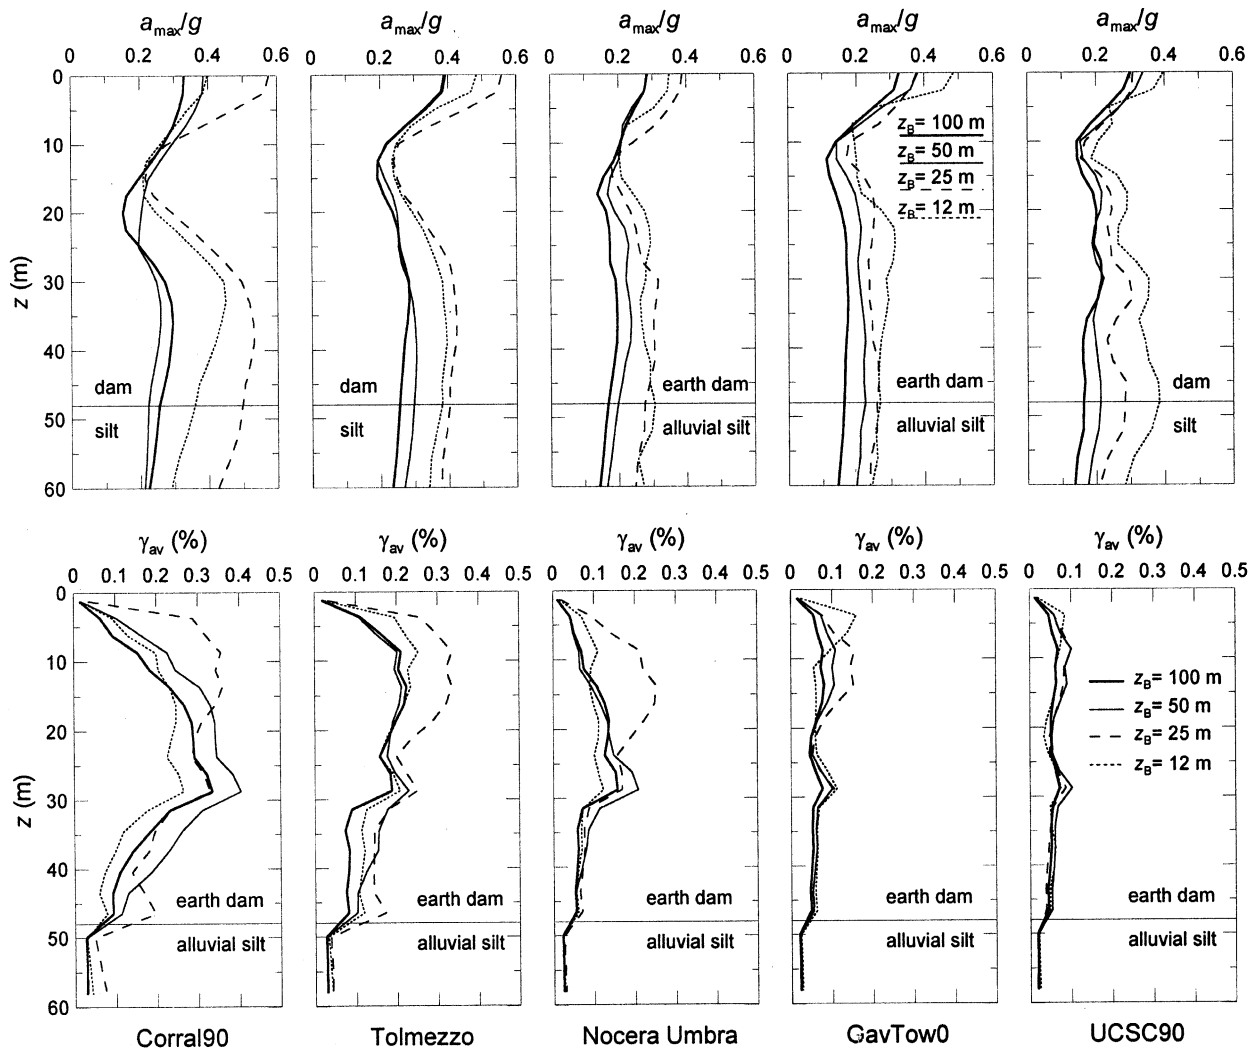 a_max/g a_max/g a_max/g a_max/g a_max/g
0 0.2 0.4 0.6 0 0.2 0.4 0.6 0 0.2 0.4 0.6 0 0.2 0.4 0.6 0 0.2 0.4 0.6
0
10
20
30
40
50
60
z (m)
z_B= 100 m
z_B= 50 m
z_B= 25 m
z_B= 12 m
dam dam earth dam earth dam dam
silt silt alluvial silt alluvial silt silt
γ_av (%) γ_av (%) γ_av (%) γ_av (%) γ_av (%)
0 0.1 0.2 0.3 0.4 0.5 0 0.1 0.2 0.3 0.4 0.5 0 0.1 0.2 0.3 0.4 0.5 0 0.1 0.2 0.3 0.4 0.5 0 0.1 0.2 0.3 0.4 0.5
0
10
20
30
40
50
60
z (m)
z_B= 100 m
z_B= 50 m
z_B= 25 m
z_B= 12 m
earth dam earth dam earth dam earth dam earth dam
alluvial silt alluvial silt alluvial silt alluvial silt alluvial silt
Corral90 Tolmezzo Nocera Umbra GavTow0 UCSC90